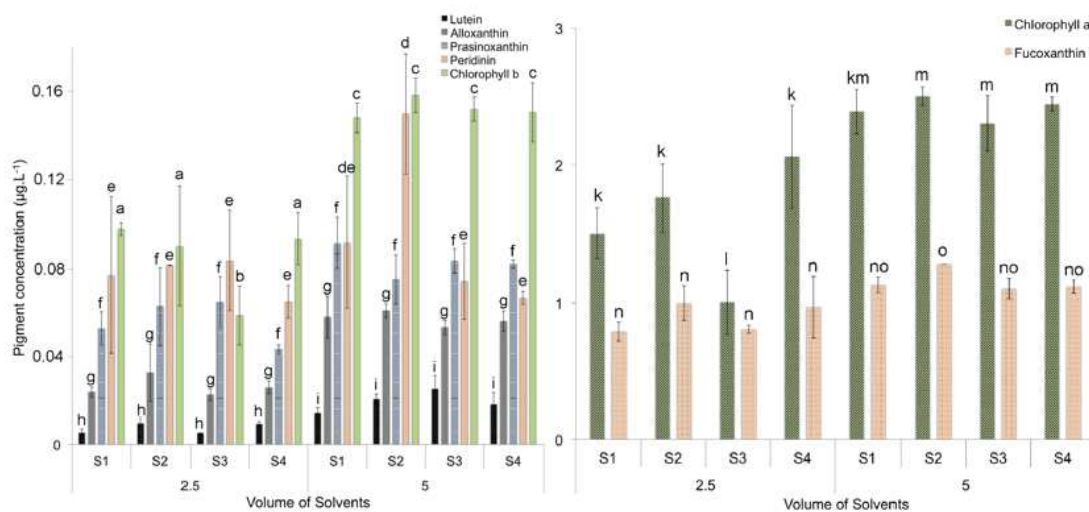 Lutein
Alloxanthin
Prasinoxanthin
Peridinin
Chlorophyll b
Pigment concentration (µg.L⁻¹)
0.16
0.12
0.08
0.04
0
h g f e a
h g f e a
h g f e b
h g f e a
i g f de c
i g f d c
i g f e c
i g f e c
S1 S2 S3 S4 S1 S2 S3 S4
2.5 5
Volume of Solvents
Chlorophyll a
Fucoxanthin
3
2
1
0
k n
k n
l n
k n
km no
m o
m no
m no
S1 S2 S3 S4 S1 S2 S3 S4
2.5 5
Volume of Solvents